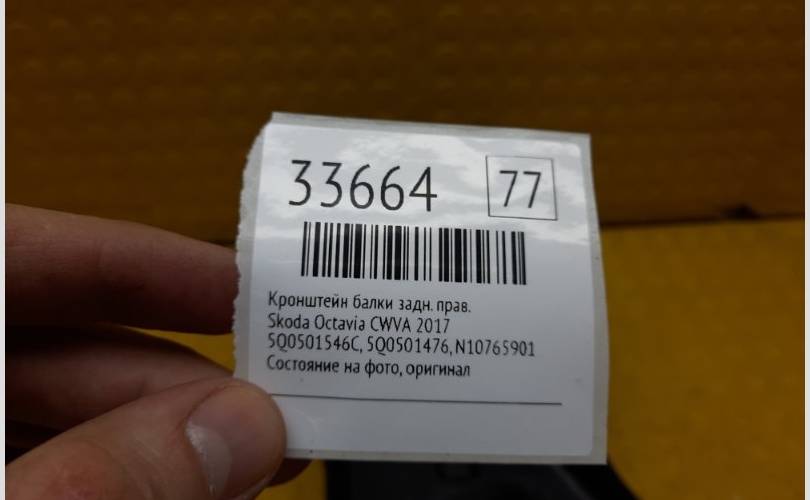 33664 77
Кронштейн балки задн. прав.
Skoda Octavia CWVA 2017
5Q0501546C, 5Q0501476, N10765901
Состояние на фото, оригинал